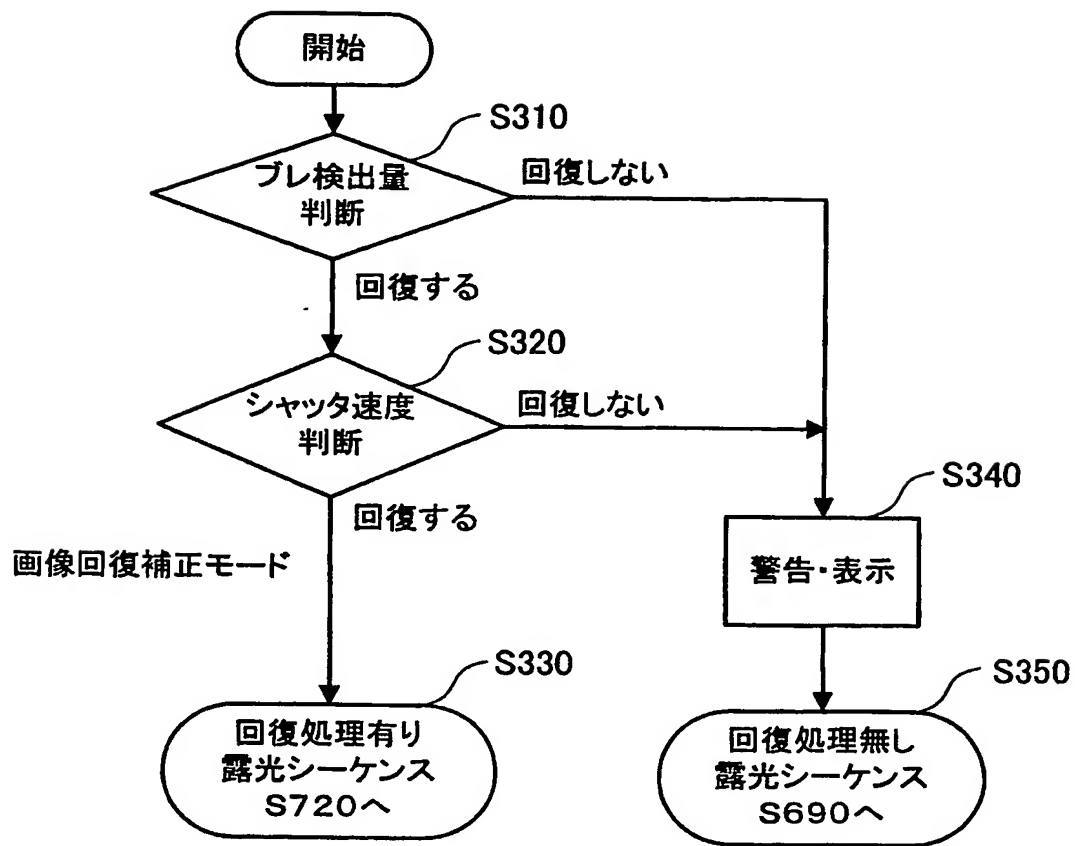 開始
S310
ブレ検出量
判断
回復しない
回復する
S320
シャッタ速度
判断
回復しない
回復する
画像回復補正モード
S340
警告・表示
S330
回復処理有り
露光シーケンス
S720へ
S350
回復処理無し
露光シーケンス
S690へ